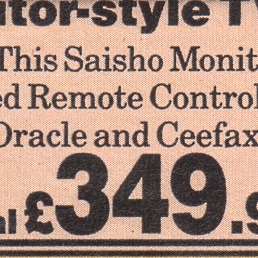 itor-style T
This Saisho Monit
ed Remote Control
Oracle and Ceefax
al £349.9